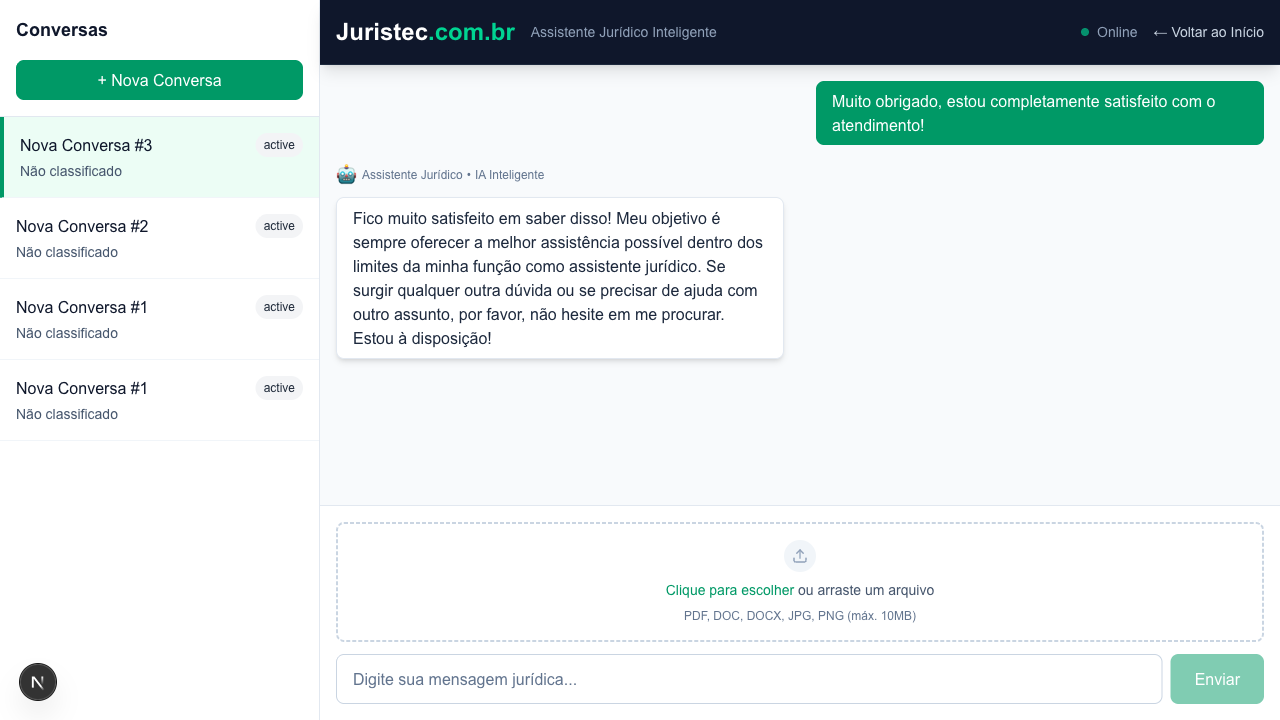 Conversas
+ Nova Conversa
Nova Conversa #3
active
Não classificado
Nova Conversa #2
active
Não classificado
Nova Conversa #1
active
Não classificado
Nova Conversa #1
active
Não classificado
N
Juristec.com.br
Assistente Jurídico Inteligente
Online
← Voltar ao Início
Muito obrigado, estou completamente satisfeito com o
atendimento!
Assistente Jurídico • IA Inteligente
Fico muito satisfeito em saber disso! Meu objetivo é
sempre oferecer a melhor assistência possível dentro dos
limites da minha função como assistente jurídico. Se
surgir qualquer outra dúvida ou se precisar de ajuda com
outro assunto, por favor, não hesite em me procurar.
Estou à disposição!
Clique para escolher ou arraste um arquivo
PDF, DOC, DOCX, JPG, PNG (máx. 10MB)
Digite sua mensagem jurídica...
Enviar